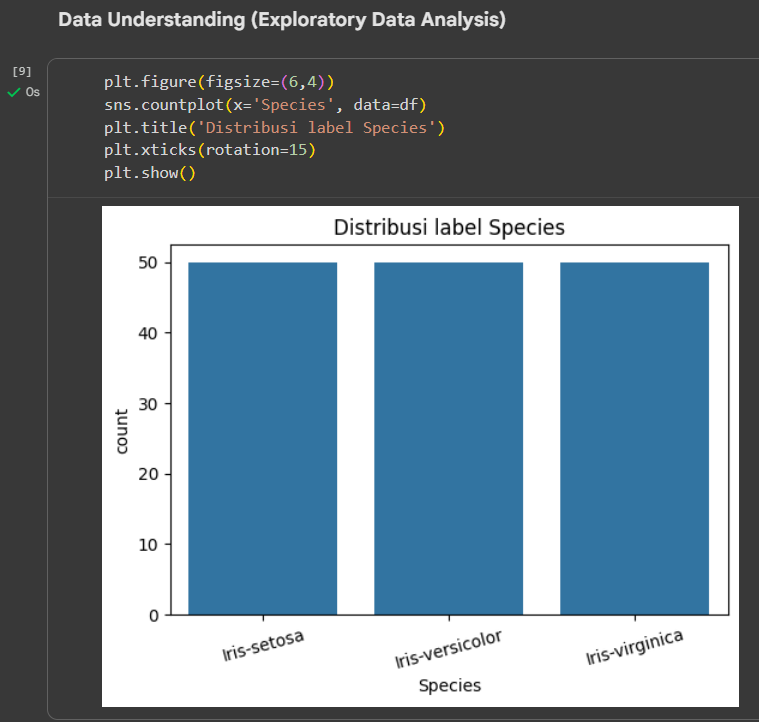 Data Understanding (Exploratory Data Analysis)
[9]
0s
plt.figure(figsize=(6,4))
sns.countplot(x='Species', data=df)
plt.title('Distribusi label Species')
plt.xticks(rotation=15)
plt.show()
Distribusi label Species
50
40
30
20
10
0
count
Iris-setosa
Iris-versicolor
Iris-virginica
Species